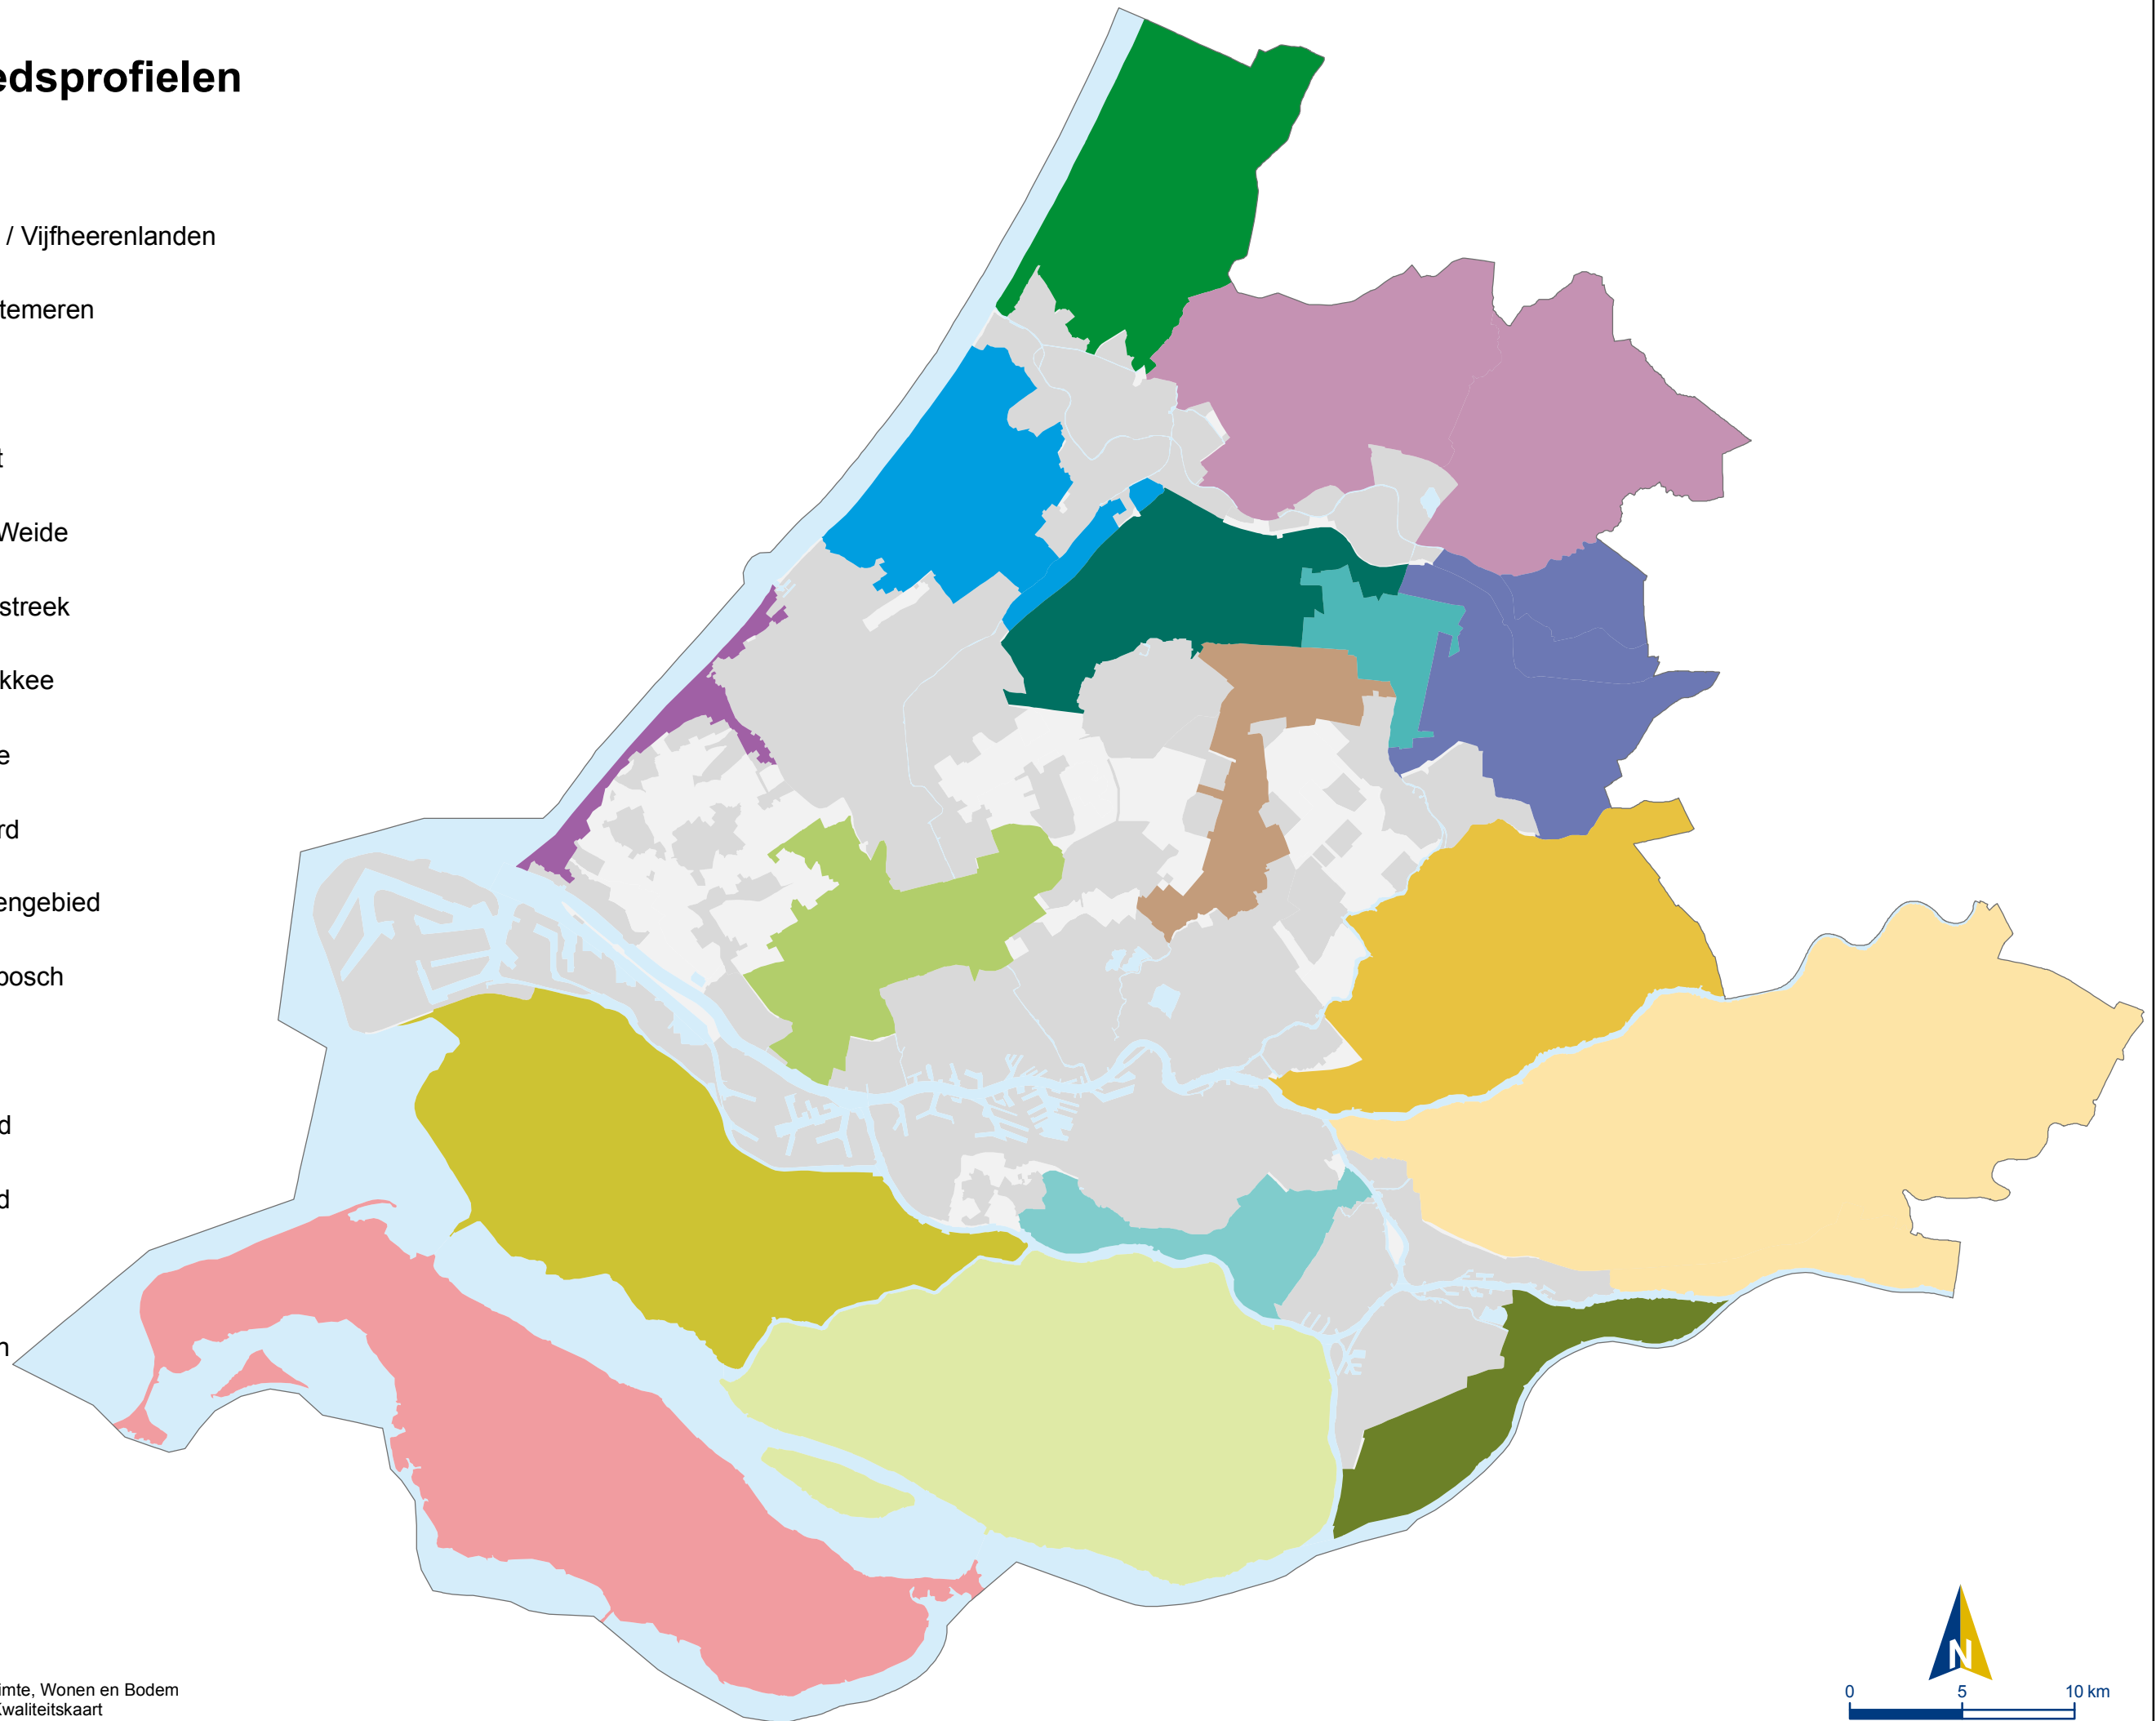 edsprofielen
/ Vijfheerenlanden
temeren
t
Weide
streek
kkee
e
rd
engebied
bosch
d
d
n
imte, Wonen en Bodem
Kwaliteitskaart
N
0 5 10 km